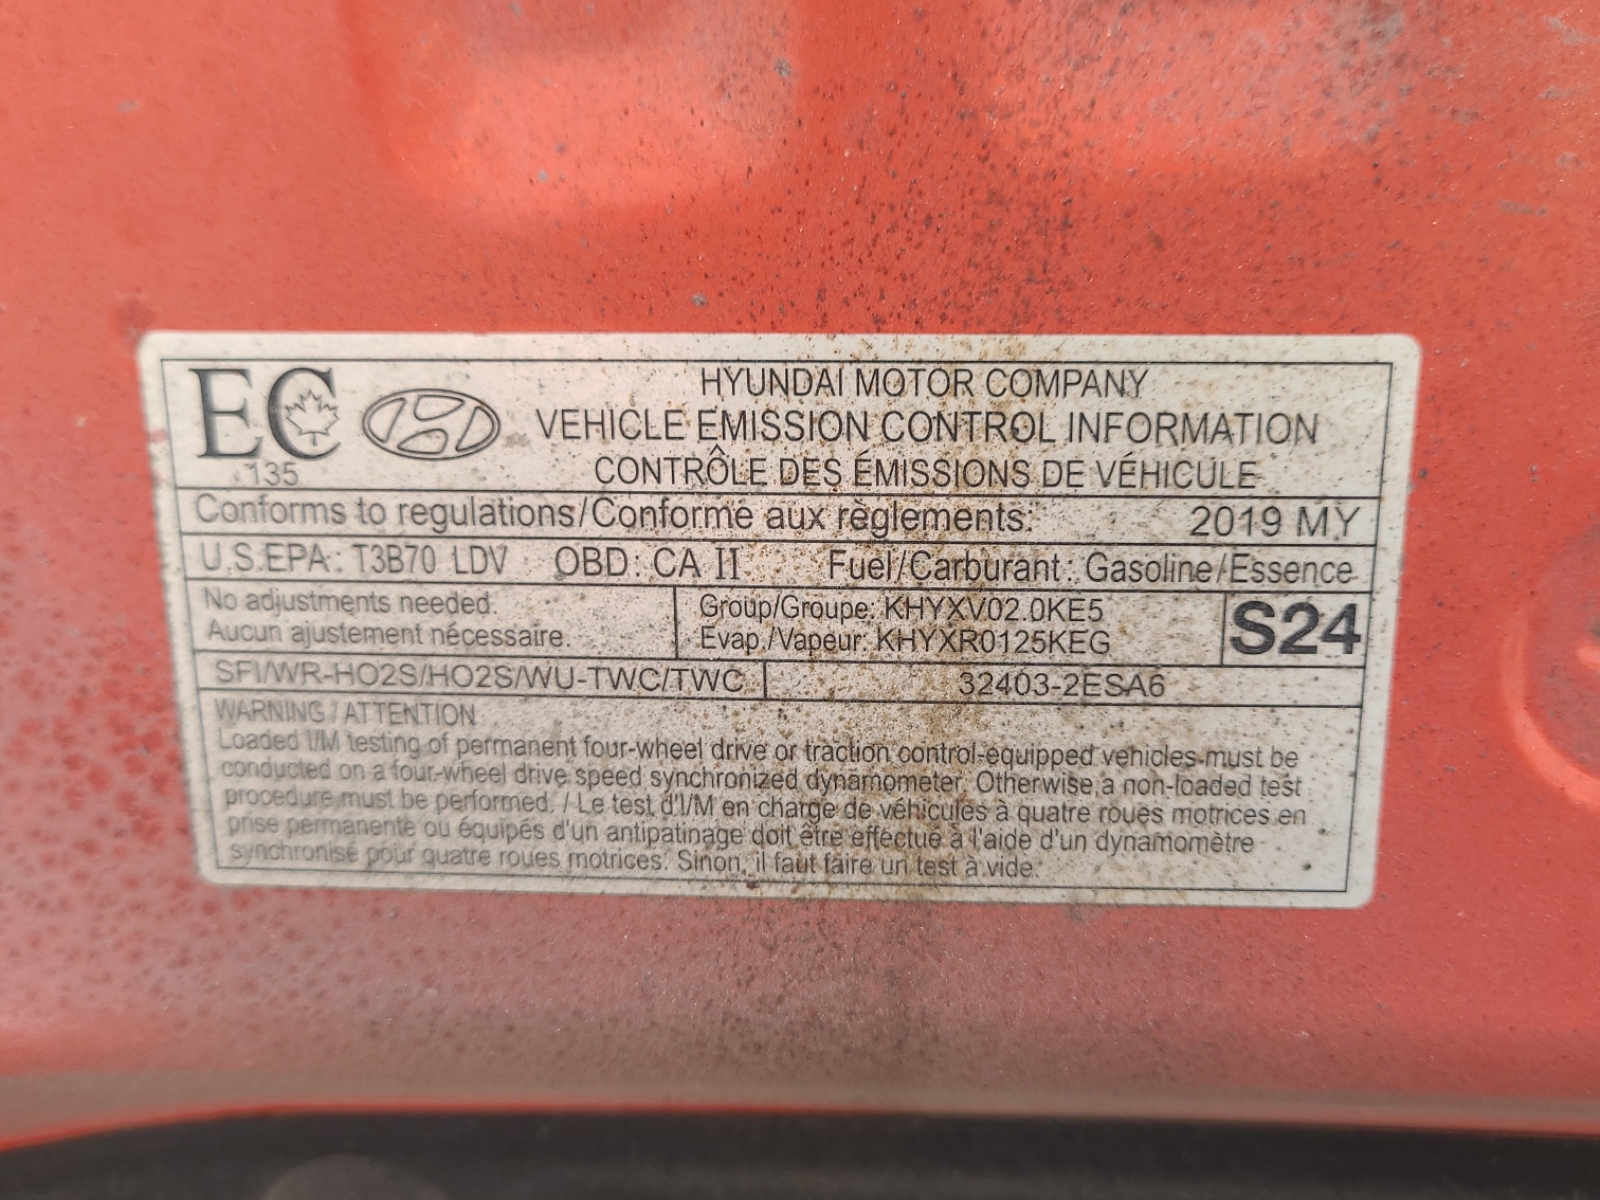 EC
135
HYUNDAI MOTOR COMPANY
VEHICLE EMISSION CONTROL INFORMATION
CONTRÔLE DES ÉMISSIONS DE VÉHICULE
Conforms to regulations/Conforme aux règlements: 2019 MY
U.S.EPA: T3B70 LDV OBD: CA II Fuel/Carburant: Gasoline/Essence
No adjustments needed.
Aucun ajustement nécessaire.
Group/Groupe: KHYXV02.0KE5
Evap./Vapeur: KHYXR0125KEG
S24
SFI/WR-HO2S/HO2S/WU-TWC/TWC
32403-2ESA6
WARNING / ATTENTION
Loaded I/M testing of permanent four-wheel drive or traction control-equipped vehicles must be
conducted on a four-wheel drive speed synchronized dynamometer. Otherwise, a non-loaded test
procedure must be performed. / Le test d'I/M en charge de véhicules à quatre roues motrices en
prise permanente ou équipés d'un antipatinage doit être effectué à l'aide d'un dynamomètre
synchronisé pour quatre roues motrices. Sinon, il faut faire un test à vide.